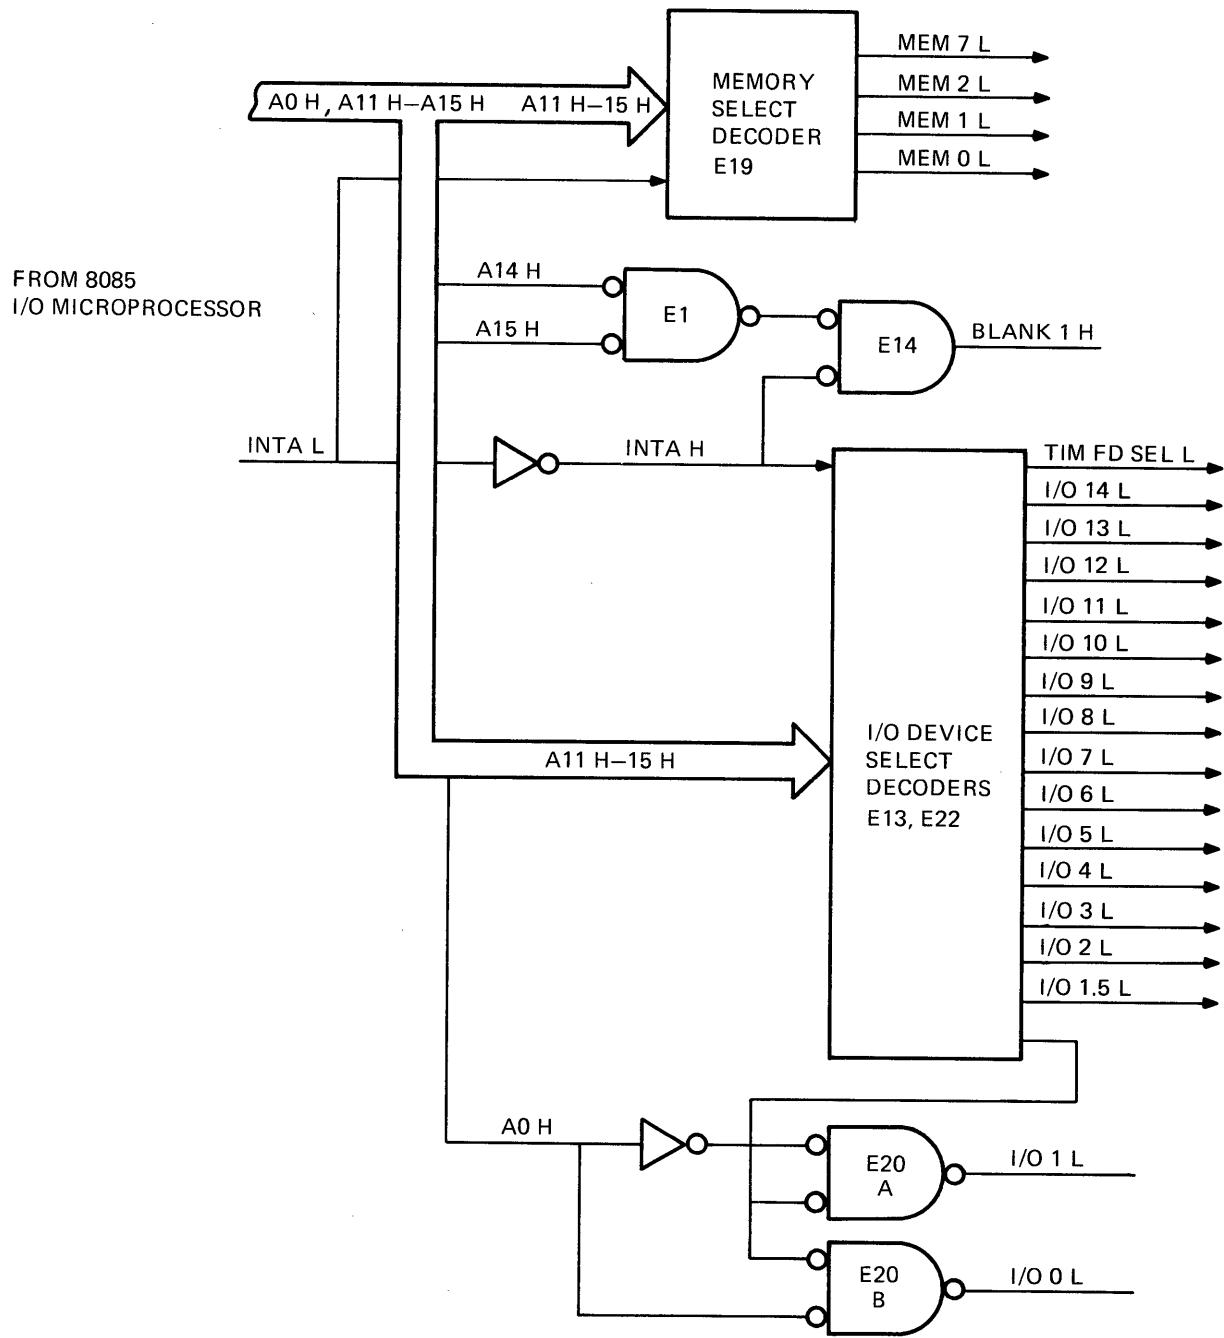 MEM 7 L
MEMORY
SELECT
DECODER
E19
MEM 2 L
MEM 1 L
MEM 0 L
A0 H, A11 H–A15 H
A11 H–15 H
FROM 8085
I/O MICROPROCESSOR
A14 H
A15 H
E1
E14
BLANK 1 H
INTA L
INTA H
TIM FD SEL L
I/O 14 L
I/O 13 L
I/O 12 L
I/O 11 L
I/O 10 L
I/O 9 L
I/O 8 L
I/O 7 L
I/O 6 L
I/O 5 L
I/O 4 L
I/O 3 L
I/O 2 L
I/O 1.5 L
A11 H–15 H
I/O DEVICE
SELECT
DECODERS
E13, E22
A0 H
E20
A
I/O 1 L
E20
B
I/O 0 L